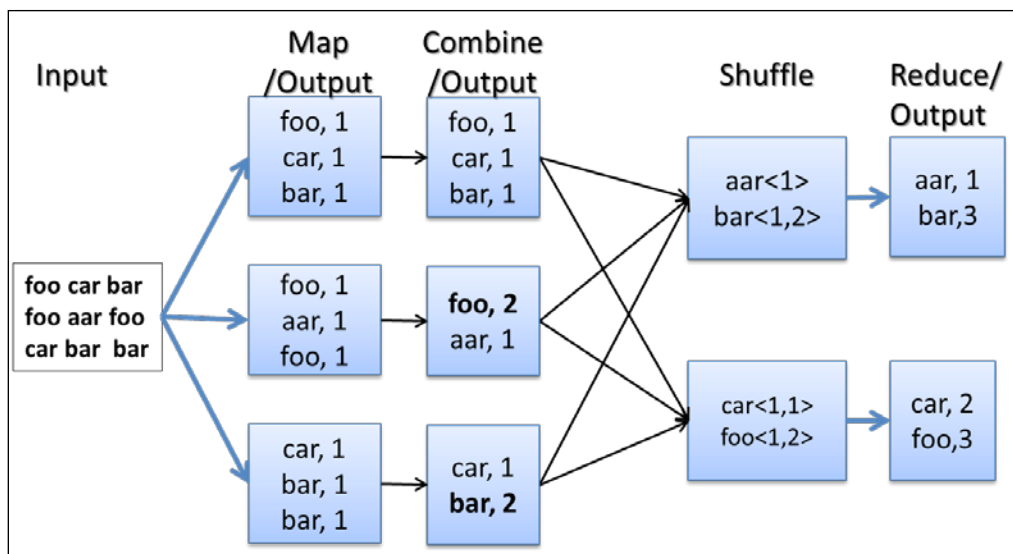 Input
Map
/Output
Combine
/Output
Shuffle
Reduce/
Output
foo car bar
foo aar foo
car bar  bar
foo, 1
car, 1
bar, 1
foo, 1
aar, 1
foo, 1
car, 1
bar, 1
bar, 1
foo, 1
car, 1
bar, 1
foo, 2
aar, 1
car, 1
bar, 2
aar<1>
bar<1,2>
car<1,1>
foo<1,2>
aar, 1
bar,3
car, 2
foo,3